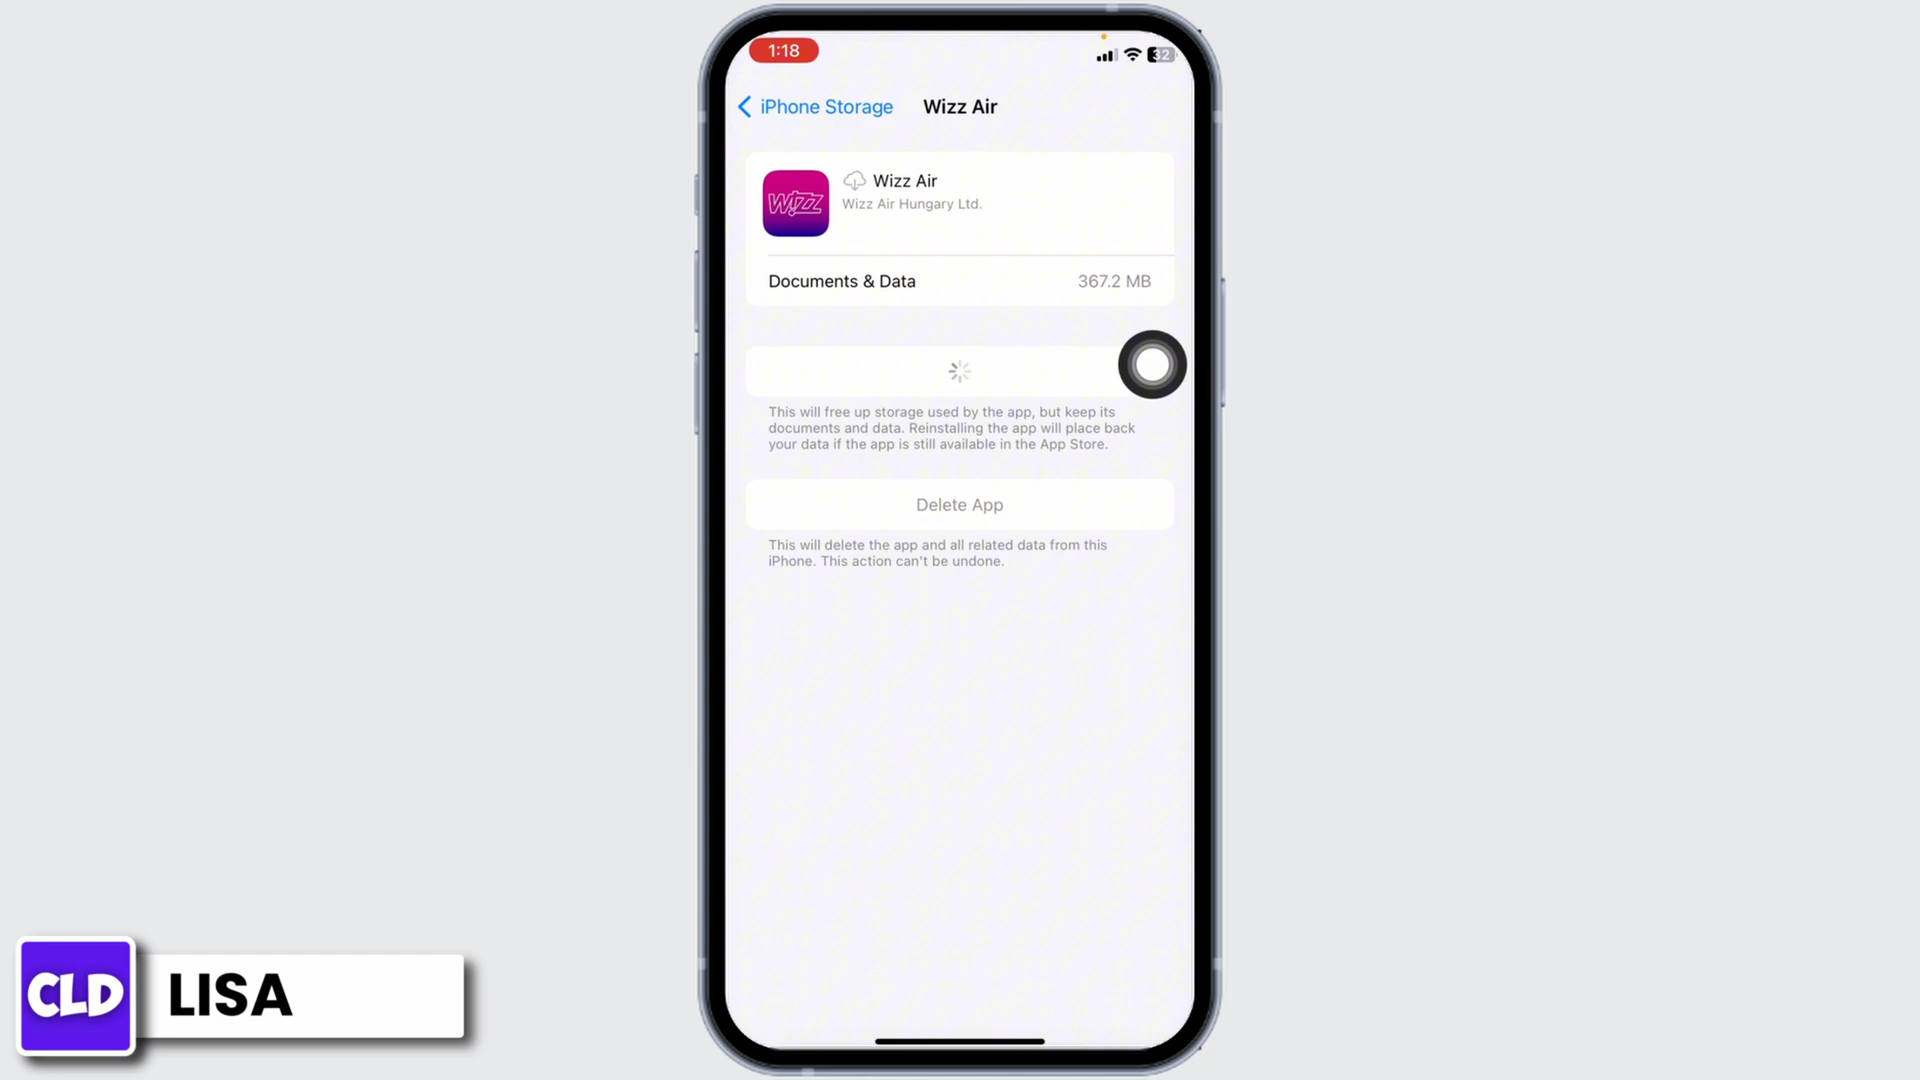 1:18
32
iPhone Storage
Wizz Air
WIZZ
Wizz Air
Wizz Air Hungary Ltd.
Documents & Data
367.2 MB
This will free up storage used by the app, but keep its
documents and data. Reinstalling the app will place back
your data if the app is still available in the App Store.
Delete App
This will delete the app and all related data from this
iPhone. This action can't be undone.
CLD
LISA